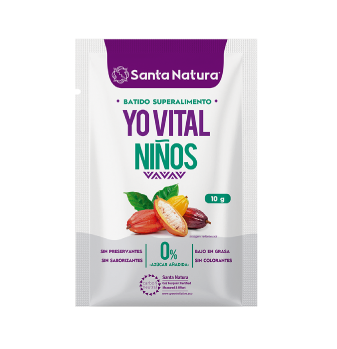 Santa Natura
BATIDO SUPERALIMENTO
YO VITAL
NIÑOS
10 g
SIN PRESERVANTES
SIN SABORIZANTES
0%
AZÚCAR AÑADIDA
BAJO EN GRASA
SIN COLORANTES
Santa Natura